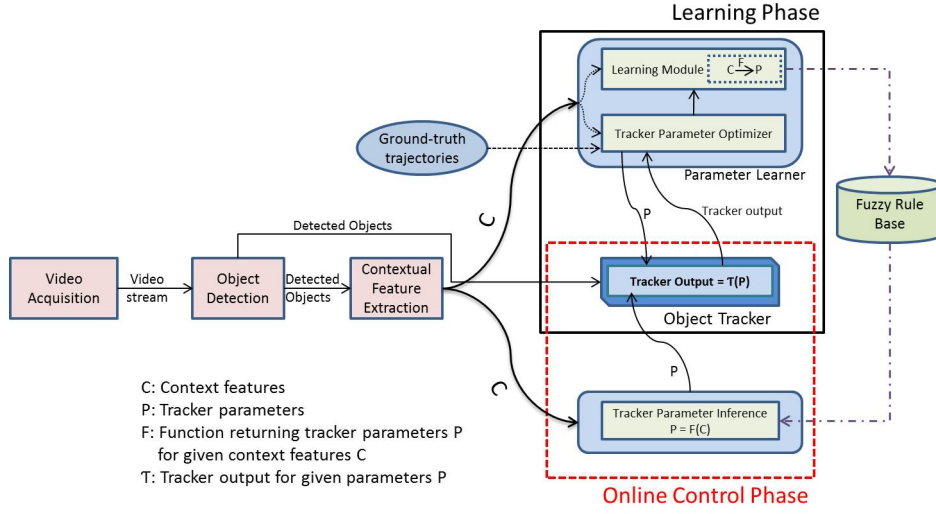 Learning Phase
Learning Module
F
C → P
Tracker Parameter Optimizer
Parameter Learner
Ground-truth
trajectories
C
P
Tracker output
Fuzzy Rule
Base
Detected Objects
Video
Acquisition
Video
stream
Object
Detection
Detected
Objects
Contextual
Feature
Extraction
Tracker Output = T(P)
Object Tracker
C
P
Tracker Parameter Inference
P = F(C)
Online Control Phase
C: Context features
P: Tracker parameters
F: Function returning tracker parameters P
for given context features C
T: Tracker output for given parameters P